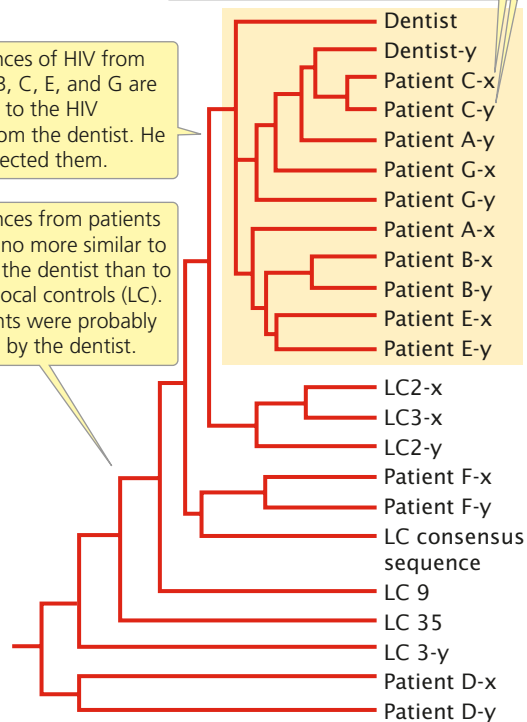 nces of HIV from
B, C, E, and G are
to the HIV
om the dentist. He
ected them.
nces from patients
no more similar to
the dentist than to
ocal controls (LC).
nts were probably
by the dentist.
Dentist
Dentist-y
Patient C-x
Patient C-y
Patient A-y
Patient G-x
Patient G-y
Patient A-x
Patient B-x
Patient B-y
Patient E-x
Patient E-y
LC2-x
LC3-x
LC2-y
Patient F-x
Patient F-y
LC consensus
sequence
LC 9
LC 35
LC 3-y
Patient D-x
Patient D-y